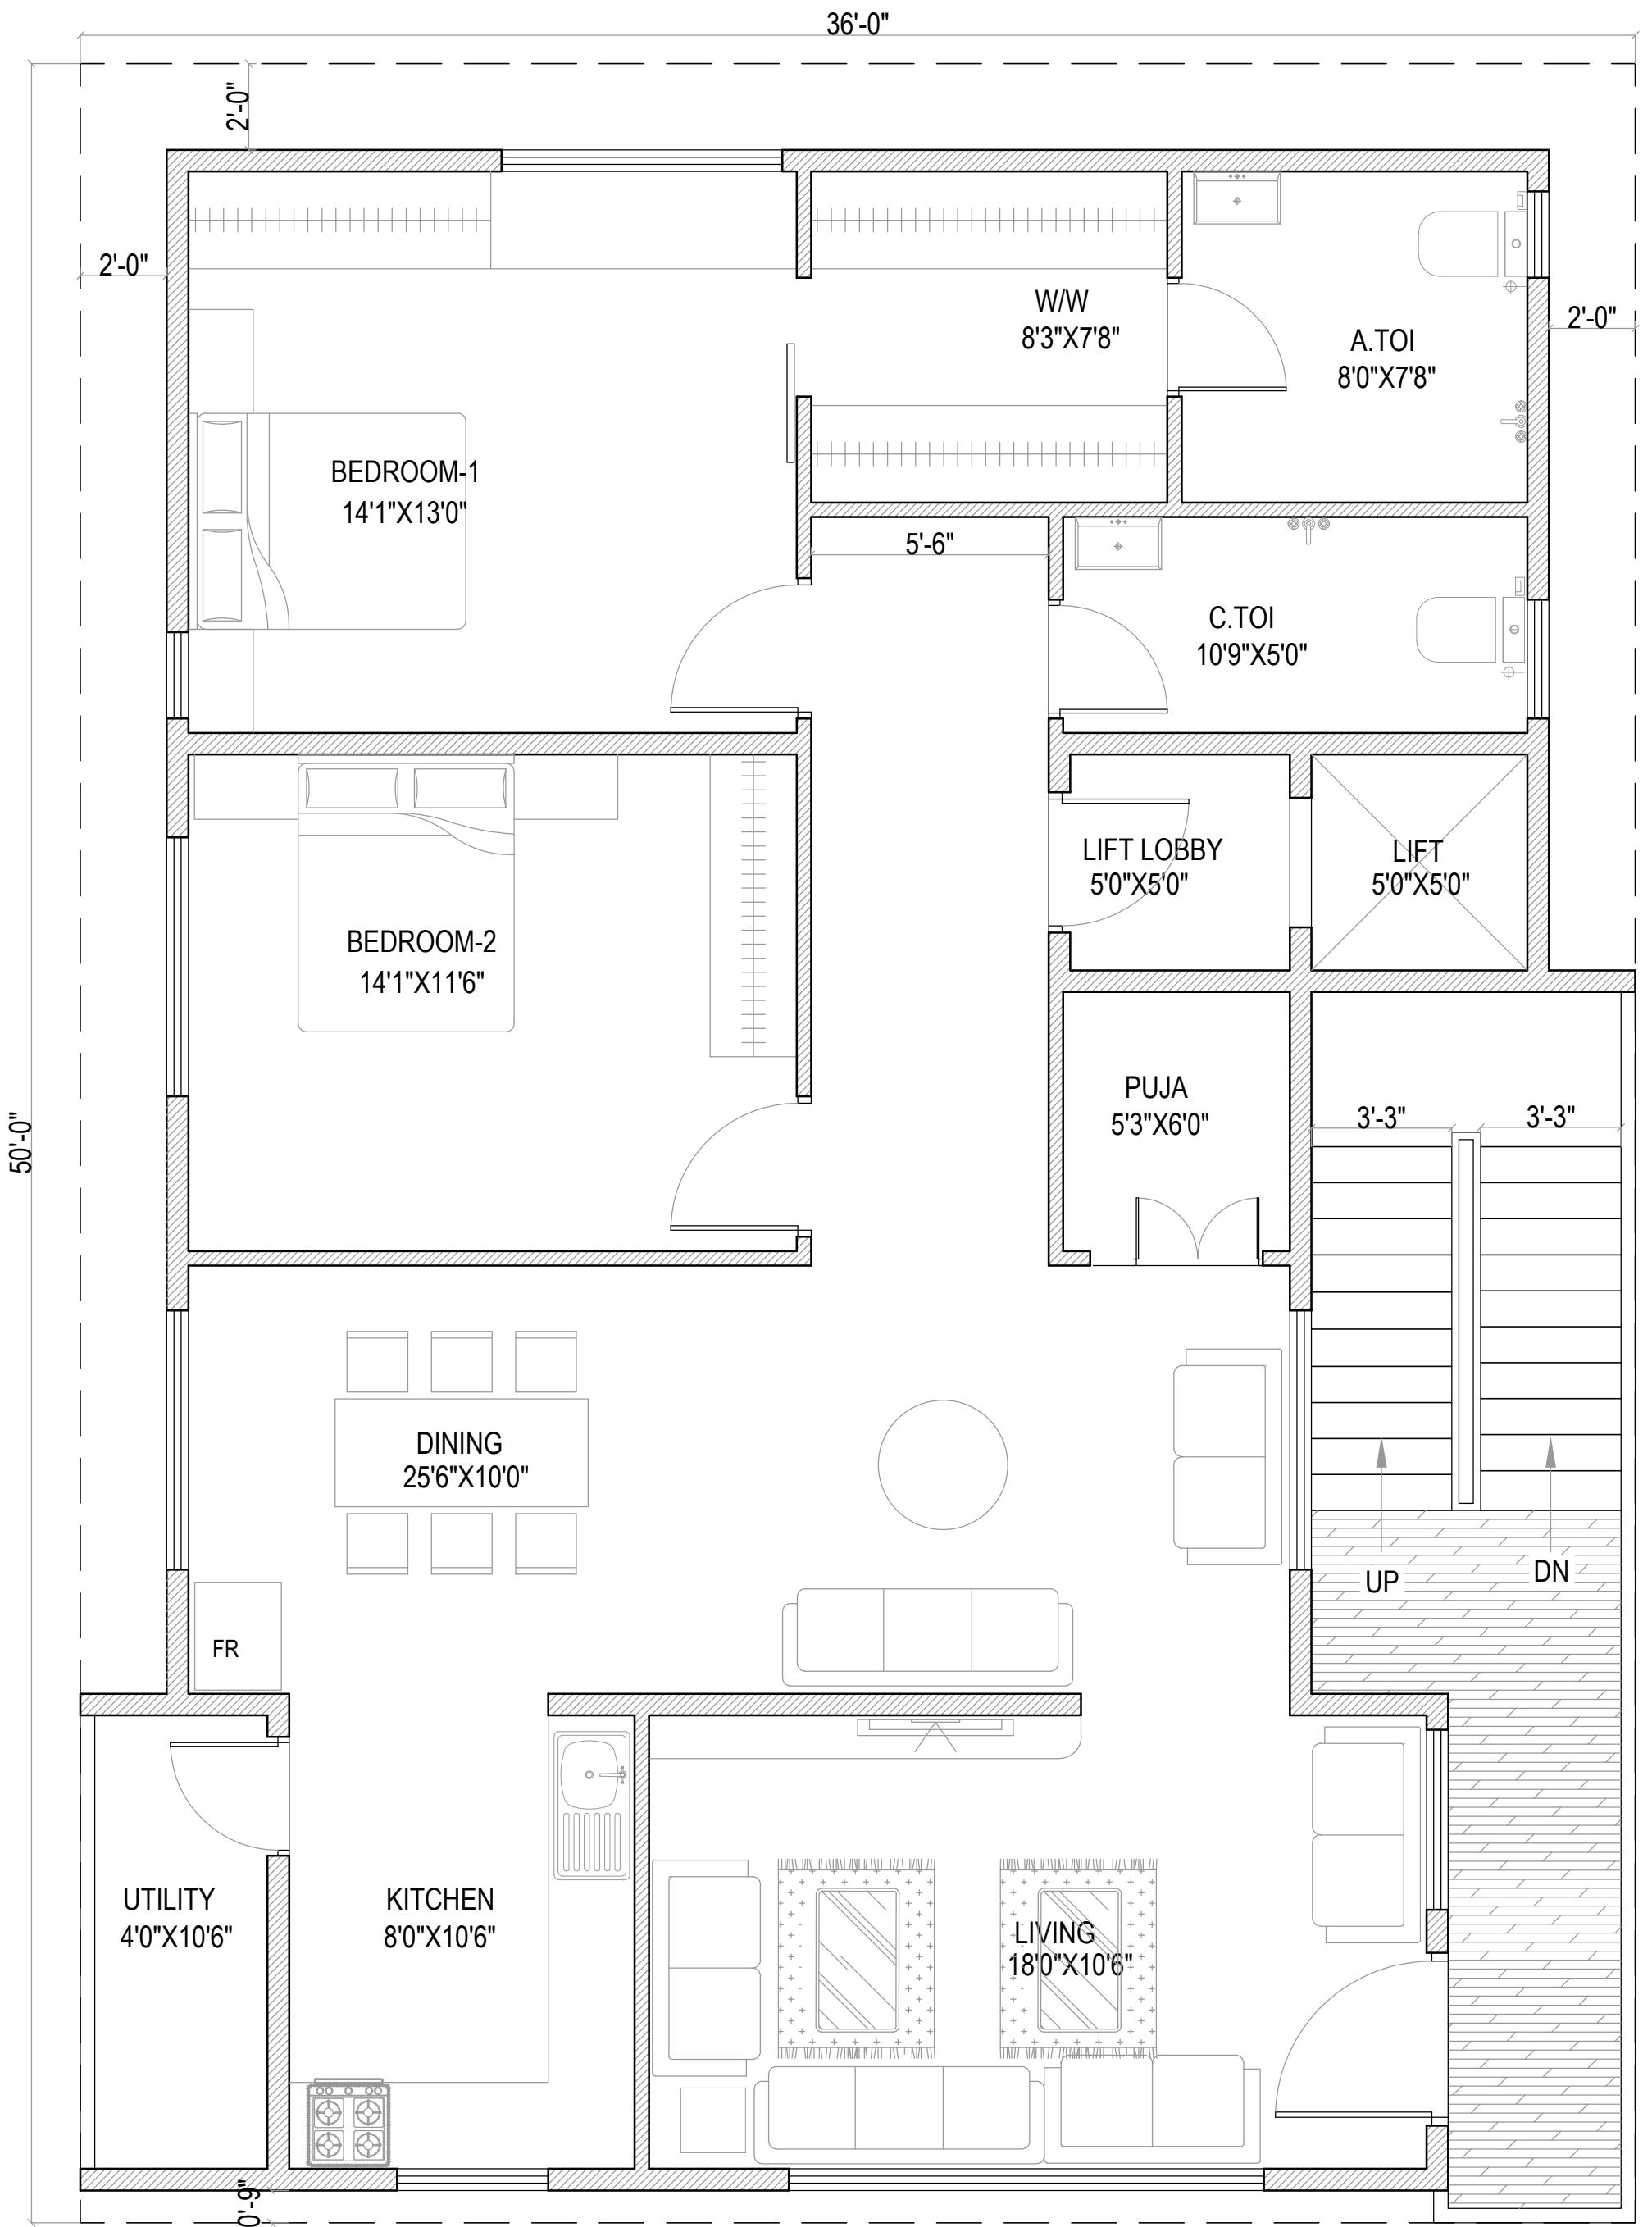 36'-0"
2'-0"
2'-0"
W/W
8'3"X7'8"
2'-0"
A.TOI
8'0"X7'8"
BEDROOM-1
14'1"X13'0"
5'-6"
C.TOI
10'9"X5'0"
LIFT LOBBY
5'0"X5'0"
LIFT
5'0"X5'0"
BEDROOM-2
14'1"X11'6"
50'-0"
PUJA
5'3"X6'0"
3'-3"
3'-3"
DINING
25'6"X10'0"
UP
DN
FR
UTILITY
4'0"X10'6"
KITCHEN
8'0"X10'6"
LIVING
18'0"X10'6"
0'-9"